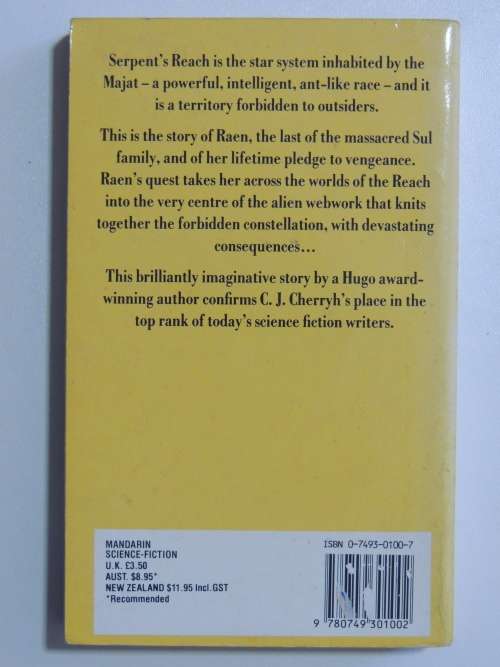 Serpent's Reach is the star system inhabited by the
Majat – a powerful, intelligent, ant-like race – and it
is a territory forbidden to outsiders.
This is the story of Raen, the last of the massacred Sul
family, and of her lifetime pledge to vengeance.
Raen's quest takes her across the worlds of the Reach
into the very centre of the alien webwork that knits
together the forbidden constellation, with devastating
consequences…
This brilliantly imaginative story by a Hugo award-
winning author confirms C. J. Cherryh's place in the
top rank of today's science fiction writers.
MANDARIN
SCIENCE-FICTION
U.K. £3.50
AUST. $8.95*
NEW ZEALAND $11.95 Incl.GST
*Recommended
ISBN 0-7493-0100-7
9 780749 301002